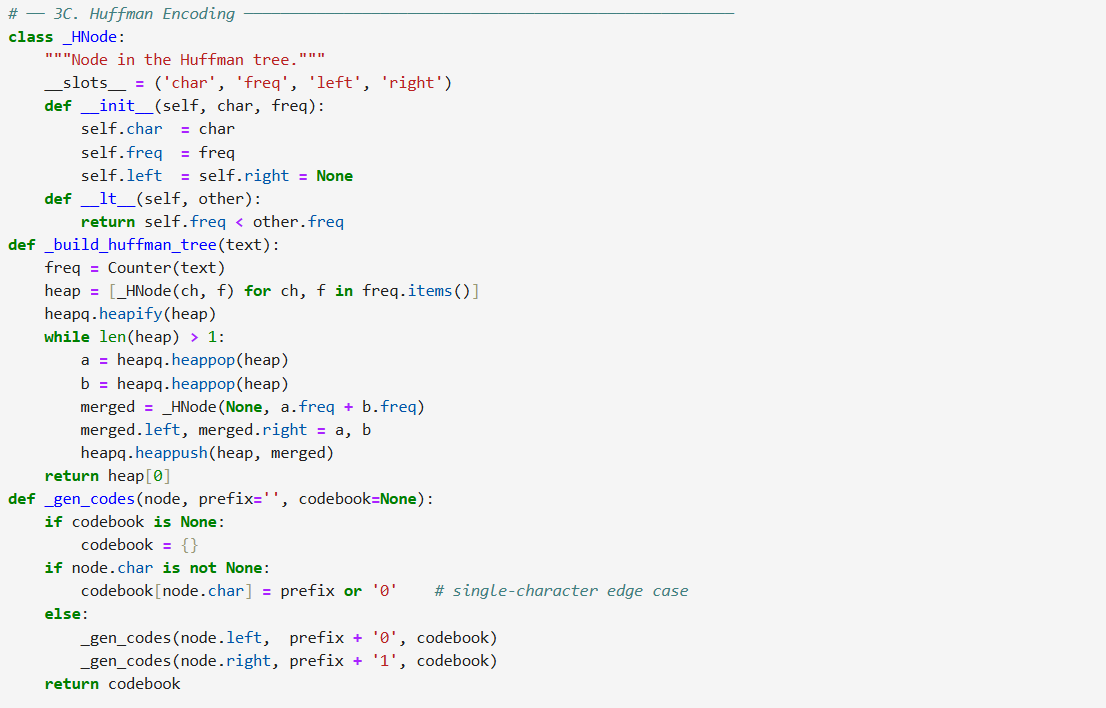 # ── 3C. Huffman Encoding ──────────────────────────────────────────────────────
class _HNode:
    """Node in the Huffman tree."""
    __slots__ = ('char', 'freq', 'left', 'right')
    def __init__(self, char, freq):
        self.char  = char
        self.freq  = freq
        self.left  = self.right = None
    def __lt__(self, other):
        return self.freq < other.freq
def _build_huffman_tree(text):
    freq = Counter(text)
    heap = [_HNode(ch, f) for ch, f in freq.items()]
    heapq.heapify(heap)
    while len(heap) > 1:
        a = heapq.heappop(heap)
        b = heapq.heappop(heap)
        merged = _HNode(None, a.freq + b.freq)
        merged.left, merged.right = a, b
        heapq.heappush(heap, merged)
    return heap[0]
def _gen_codes(node, prefix='', codebook=None):
    if codebook is None:
        codebook = {}
    if node.char is not None:
        codebook[node.char] = prefix or '0'    # single-character edge case
    else:
        _gen_codes(node.left,  prefix + '0', codebook)
        _gen_codes(node.right, prefix + '1', codebook)
    return codebook